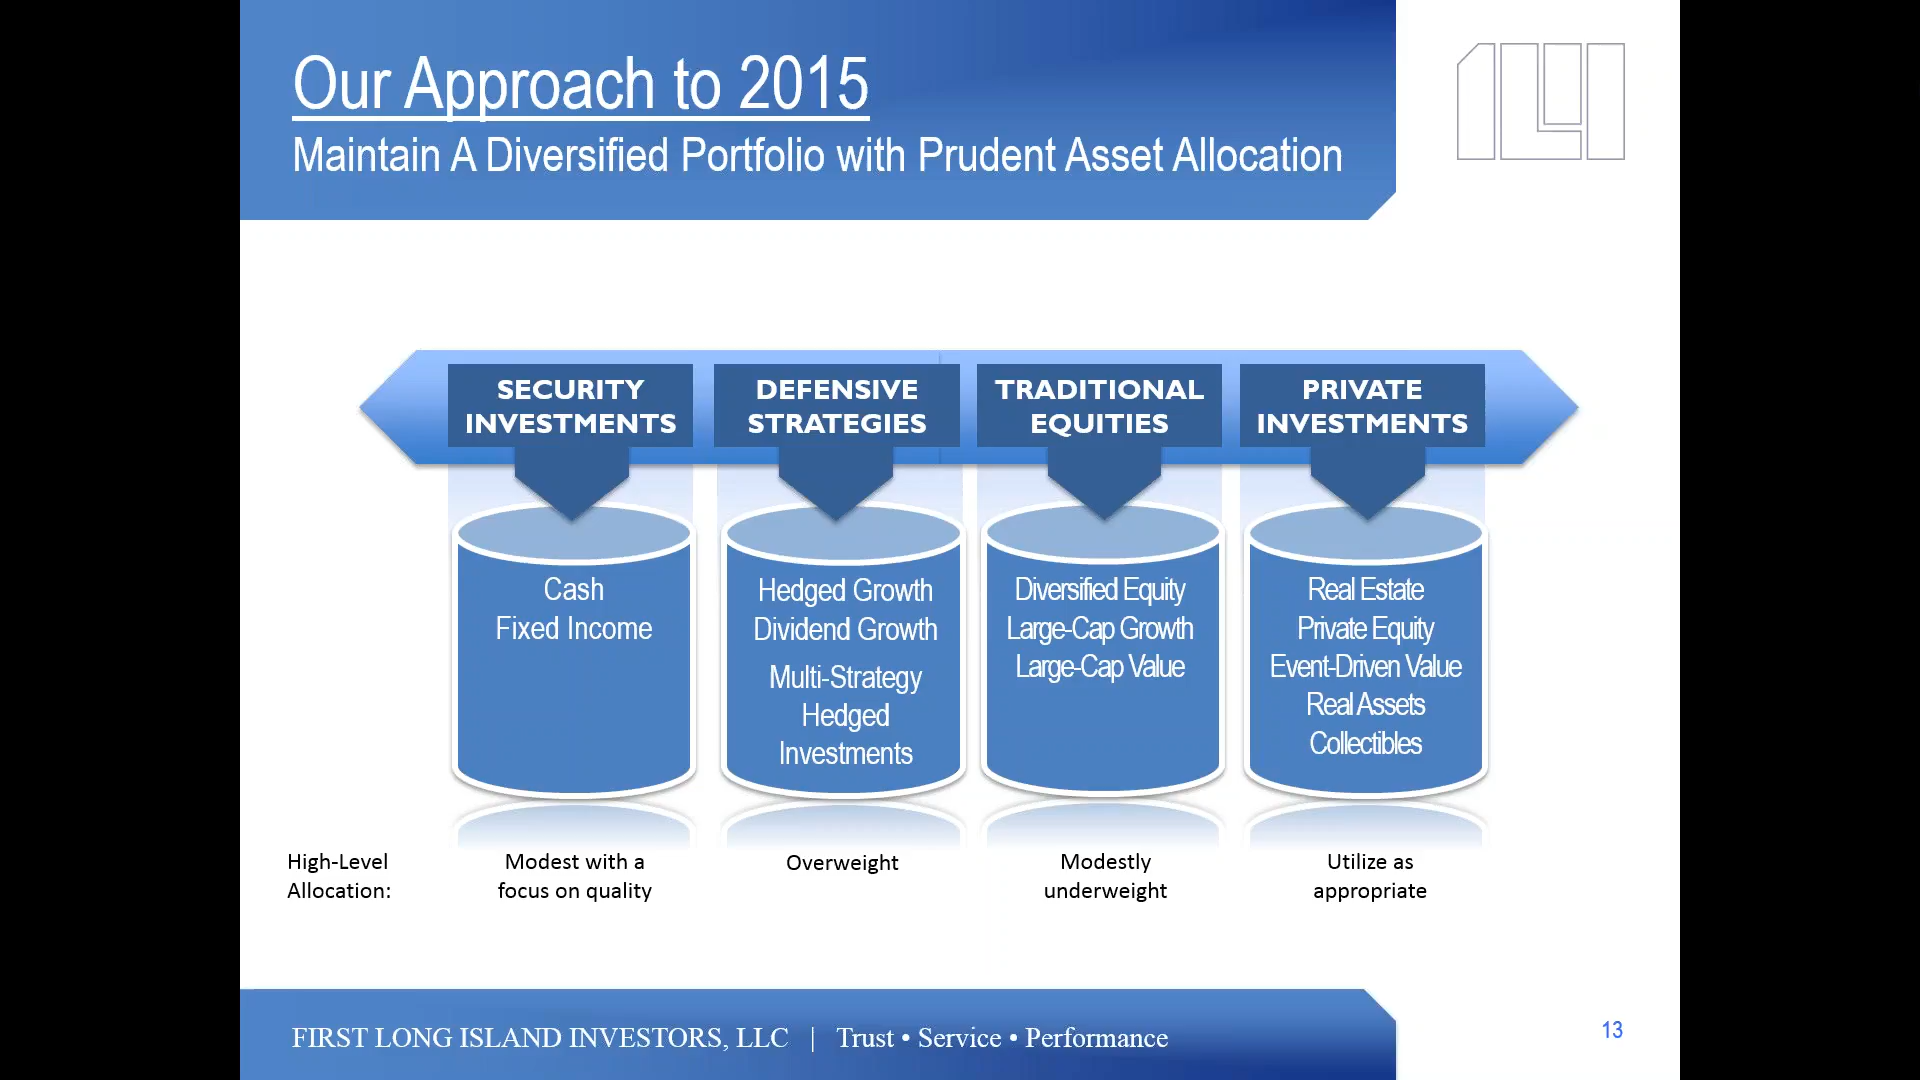 Our Approach to 2015
Maintain A Diversified Portfolio with Prudent Asset Allocation
SECURITY
INVESTMENTS
DEFENSIVE
STRATEGIES
TRADITIONAL
EQUITIES
PRIVATE
INVESTMENTS
Cash
Fixed Income
Hedged Growth
Dividend Growth
Multi-Strategy
Hedged
Investments
Diversified Equity
Large-Cap Growth
Large-Cap Value
Real Estate
Private Equity
Event-Driven Value
Real Assets
Collectibles
High-Level
Allocation:
Modest with a
focus on quality
Overweight
Modestly
underweight
Utilize as
appropriate
FIRST LONG ISLAND INVESTORS, LLC | Trust • Service • Performance
13